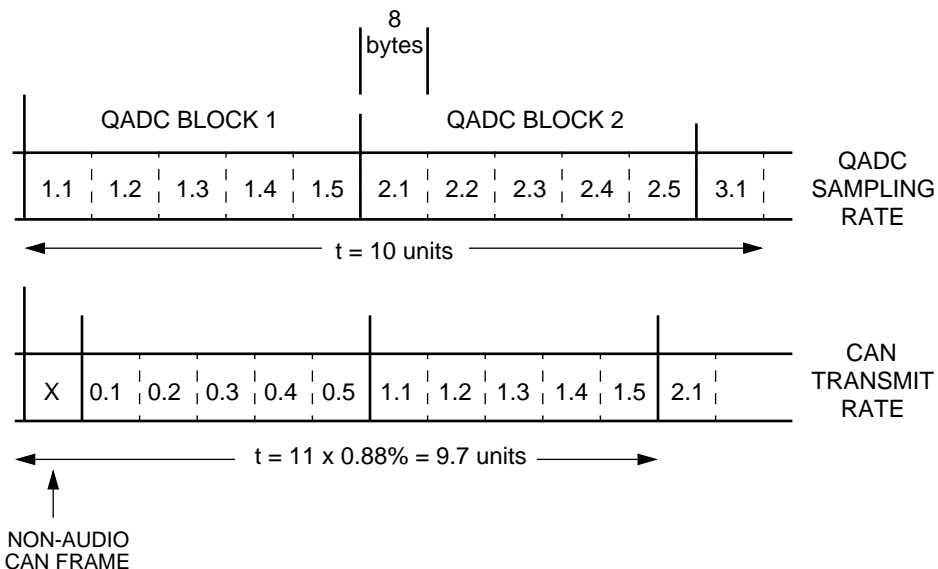 8
bytes
QADC BLOCK 1 QADC BLOCK 2
1.1 1.2 1.3 1.4 1.5 2.1 2.2 2.3 2.4 2.5 3.1
QADC
SAMPLING
RATE
t = 10 units
X 0.1 0.2 0.3 0.4 0.5 1.1 1.2 1.3 1.4 1.5 2.1
CAN
TRANSMIT
RATE
t = 11 x 0.88% = 9.7 units
NON-AUDIO
CAN FRAME